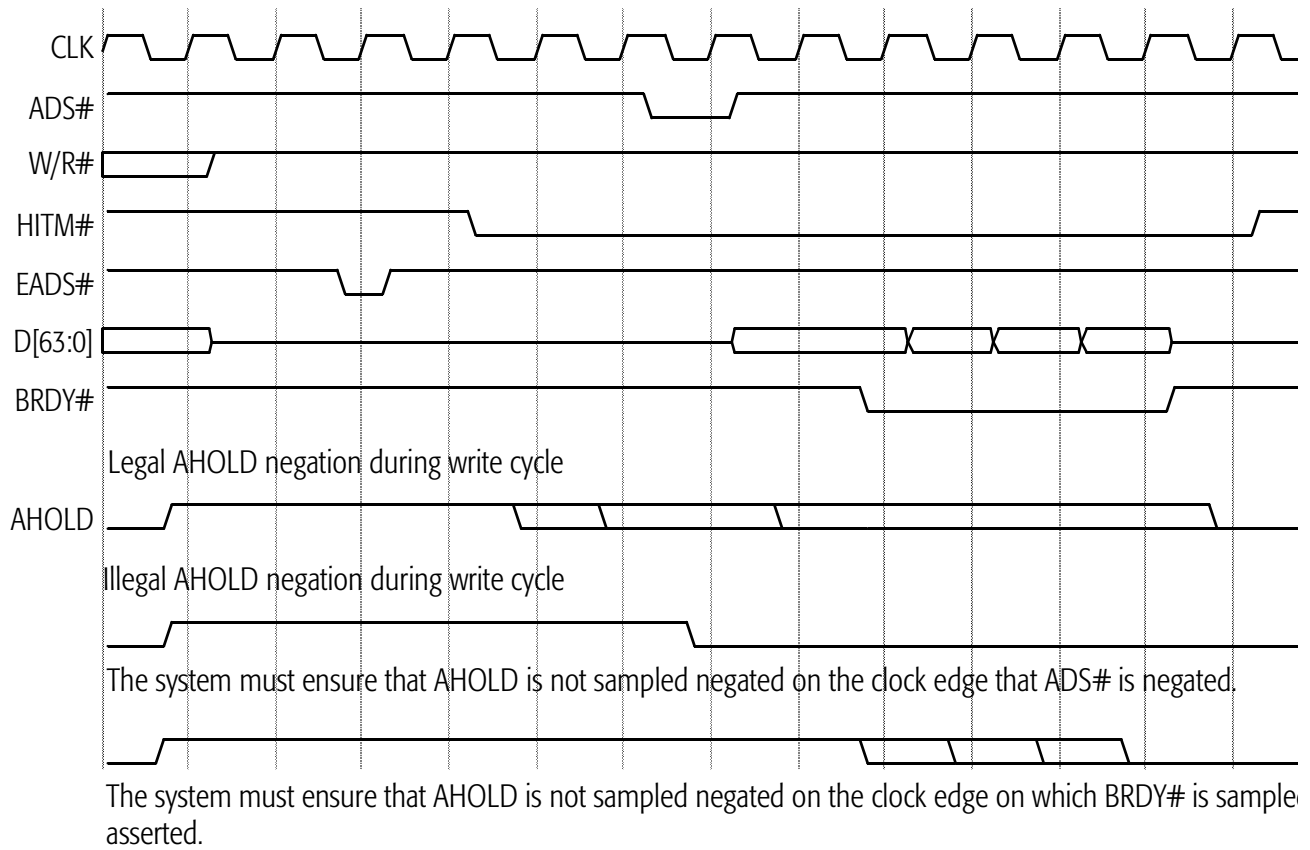 CLK
ADS#
W/R#
HITM#
EADS#
D[63:0]
BRDY#
Legal AHOLD negation during write cycle
AHOLD
Illegal AHOLD negation during write cycle
The system must ensure that AHOLD is not sampled negated on the clock edge that ADS# is negated.
The system must ensure that AHOLD is not sampled negated on the clock edge on which BRDY# is sampled
asserted.